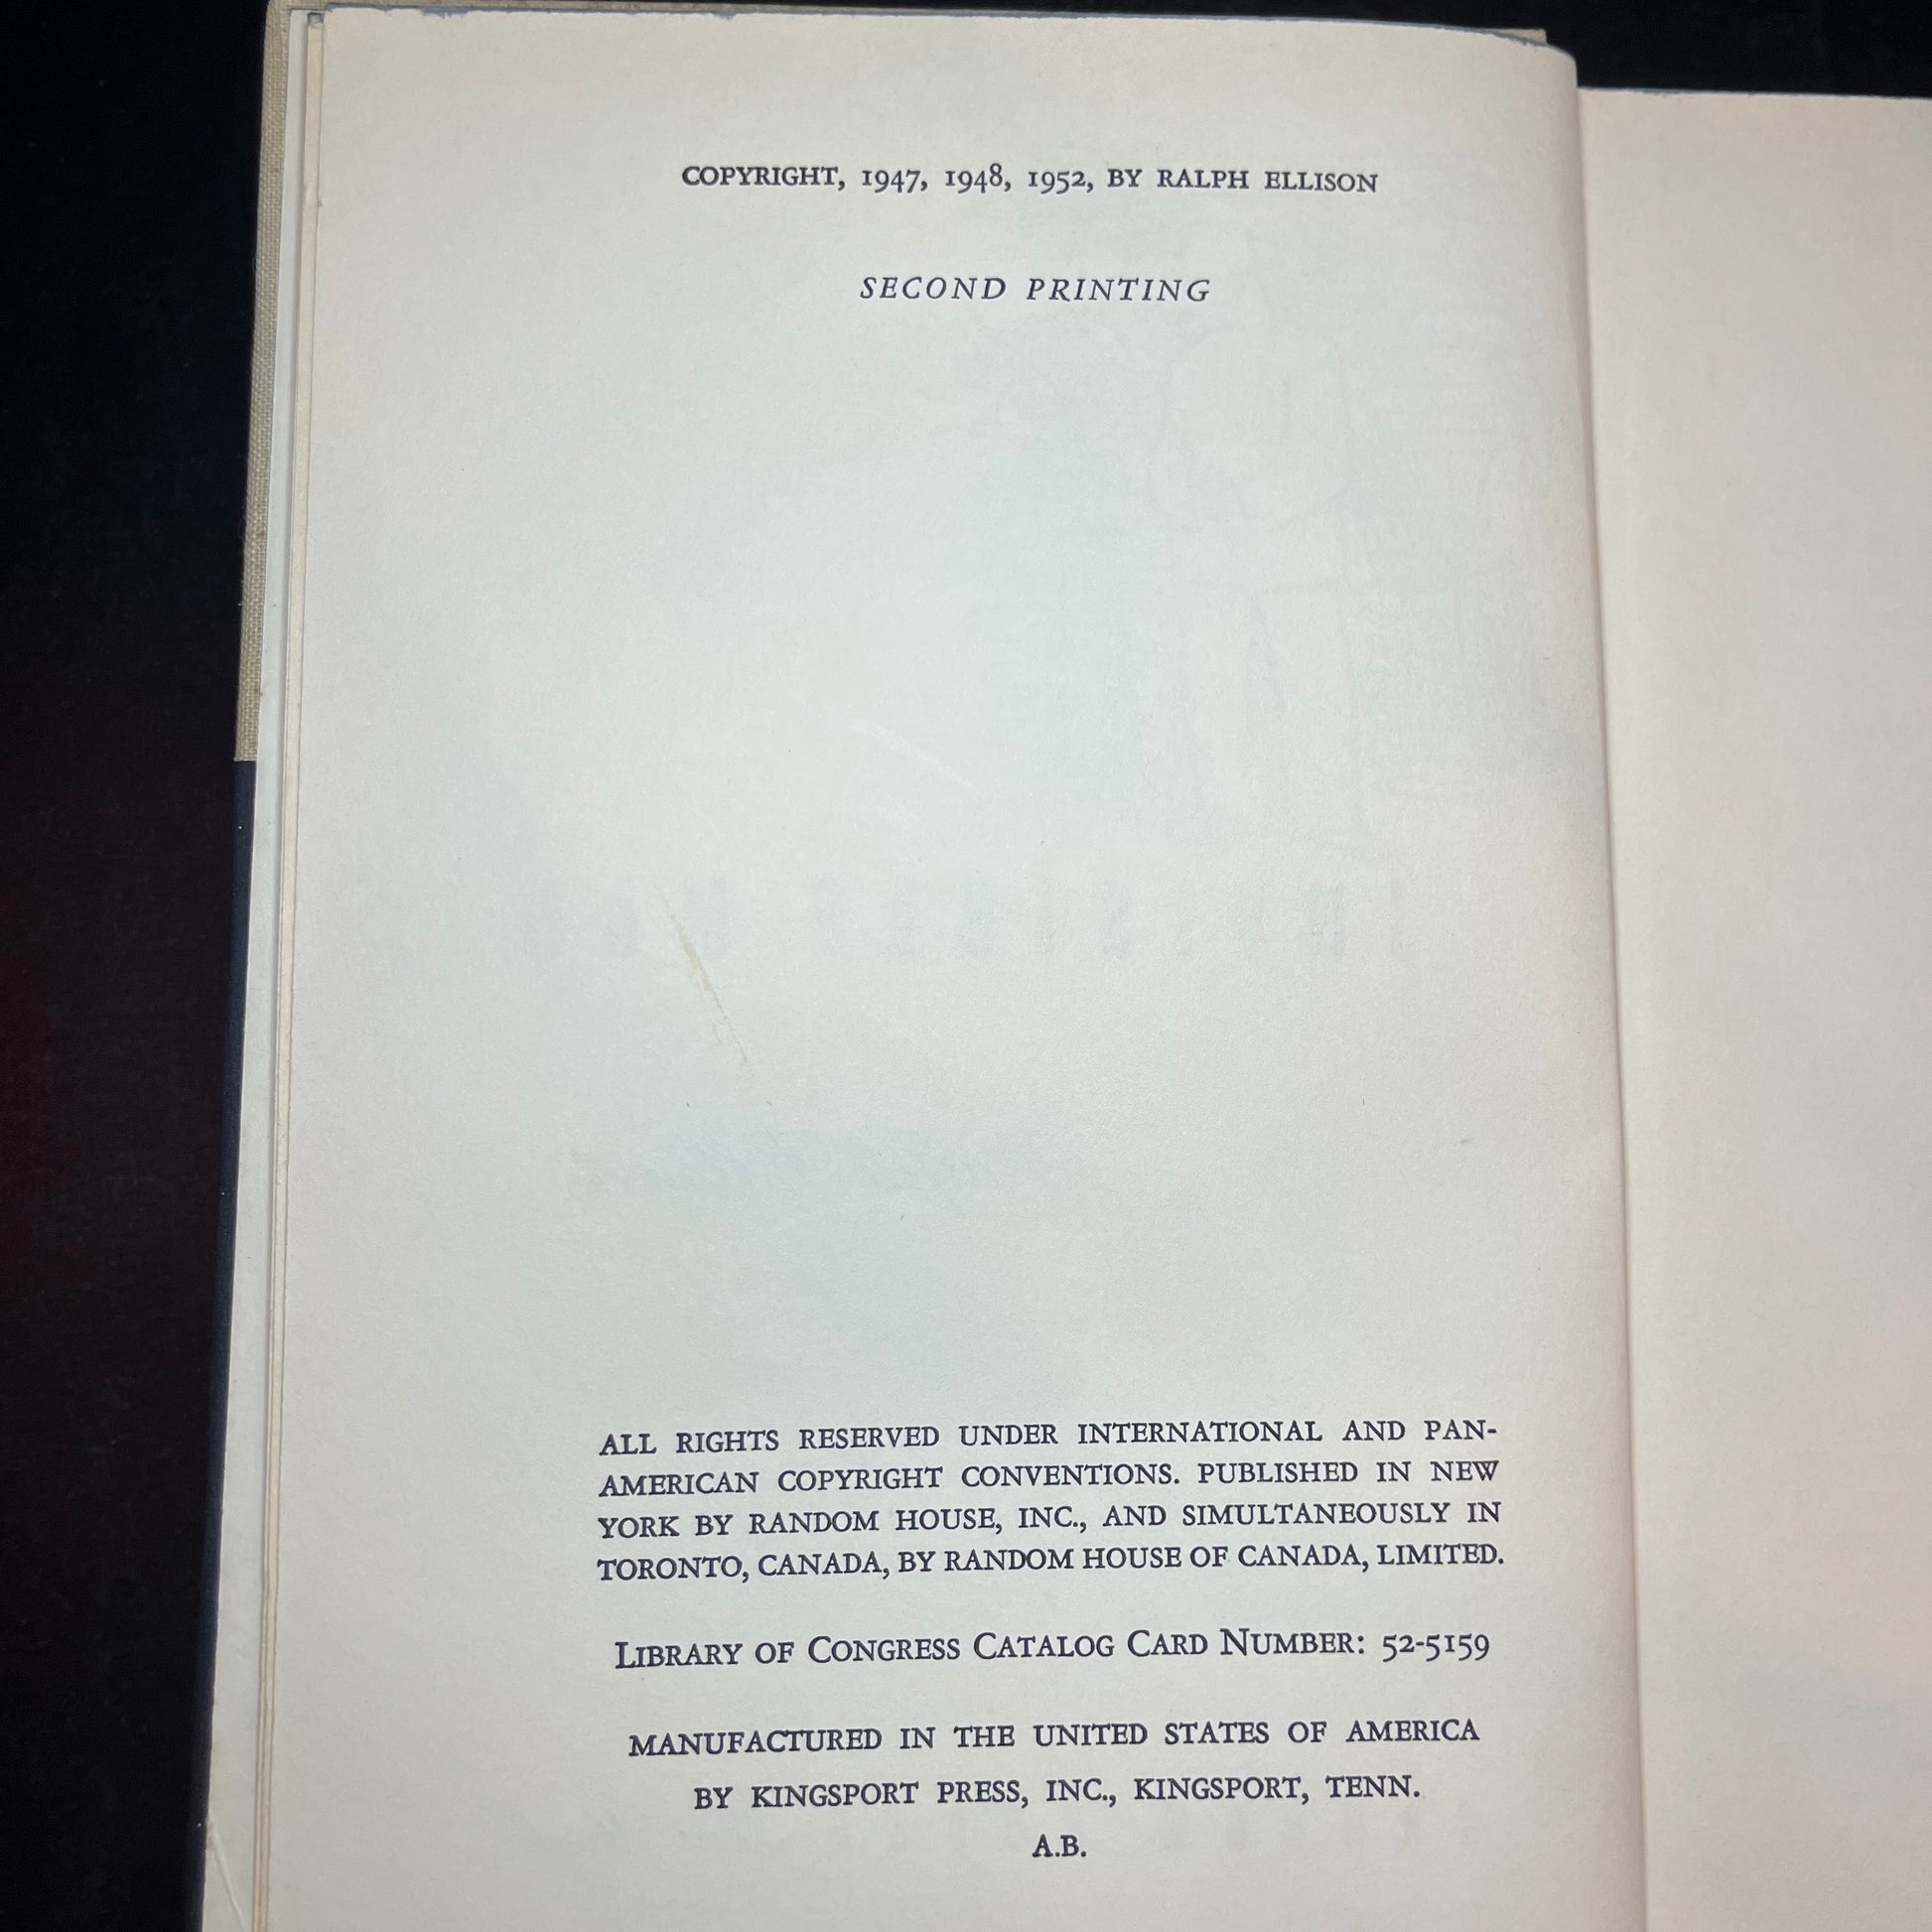 COPYRIGHT, 1947, 1948, 1952, BY RALPH ELLISON
SECOND PRINTING
ALL RIGHTS RESERVED UNDER INTERNATIONAL AND PAN-
AMERICAN COPYRIGHT CONVENTIONS. PUBLISHED IN NEW
YORK BY RANDOM HOUSE, INC., AND SIMULTANEOUSLY IN
TORONTO, CANADA, BY RANDOM HOUSE OF CANADA, LIMITED.
LIBRARY OF CONGRESS CATALOG CARD NUMBER: 52-5159
MANUFACTURED IN THE UNITED STATES OF AMERICA
BY KINGSPORT PRESS, INC., KINGSPORT, TENN.
A.B.